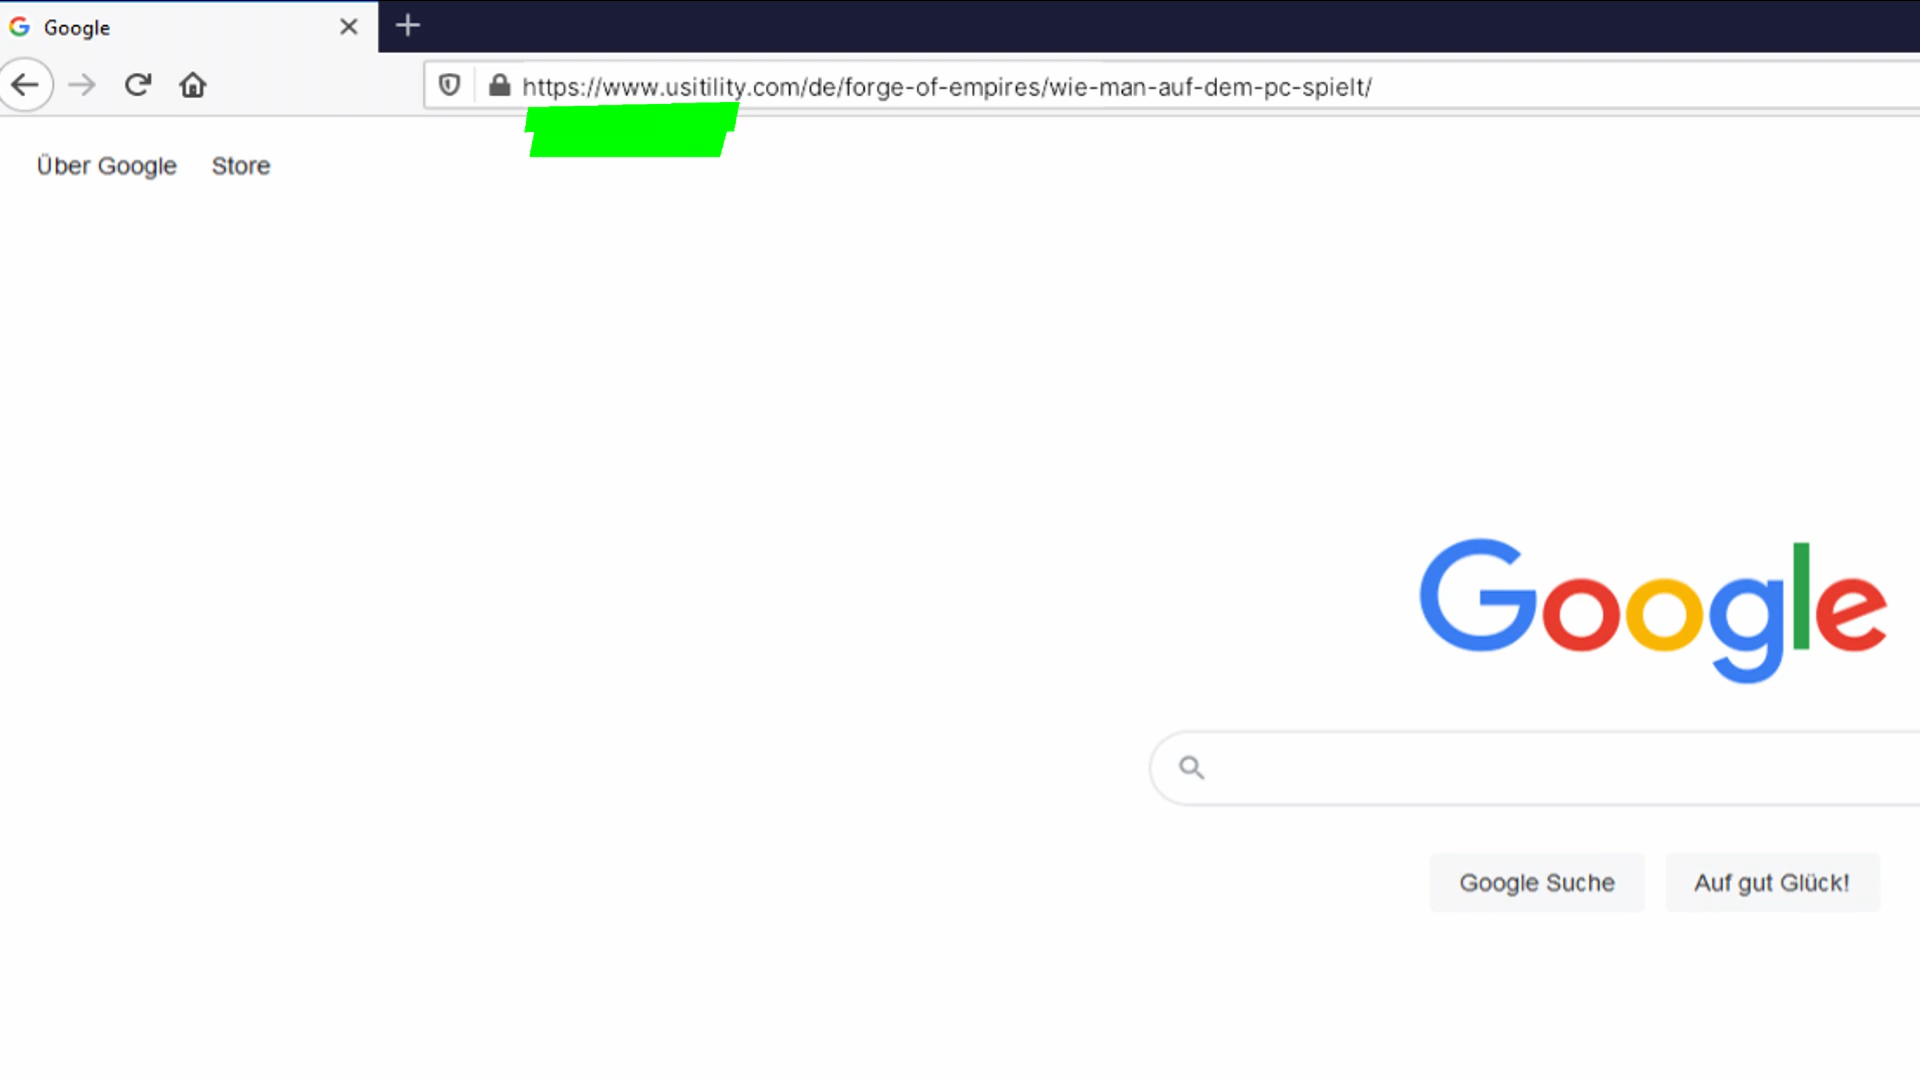 Google
https://www.usitility.com/de/forge-of-empires/wie-man-auf-dem-pc-spielt/
Über Google Store
Google
Google Suche Auf gut Glück!